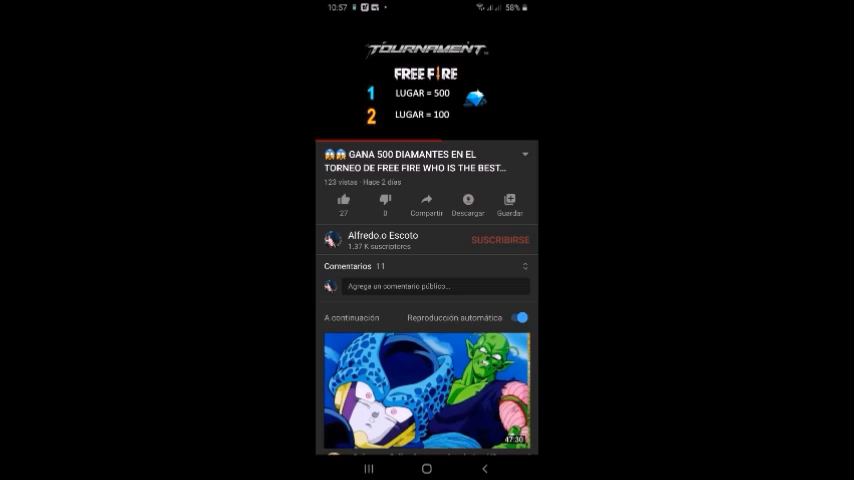 10:57 58%
TOURNAMENT
FREE FIRE
1 LUGAR = 500
2 LUGAR = 100
😱😱 GANA 500 DIAMANTES EN EL
TORNEO DE FREE FIRE WHO IS THE BEST...
123 vistas · Hace 2 días
27 0 Compartir Descargar Guardar
Alfredo.o Escoto
1.37 K suscriptores
SUSCRIBIRSE
Comentarios 11
Agrega un comentario público...
A continuación Reproducción automática
47:30